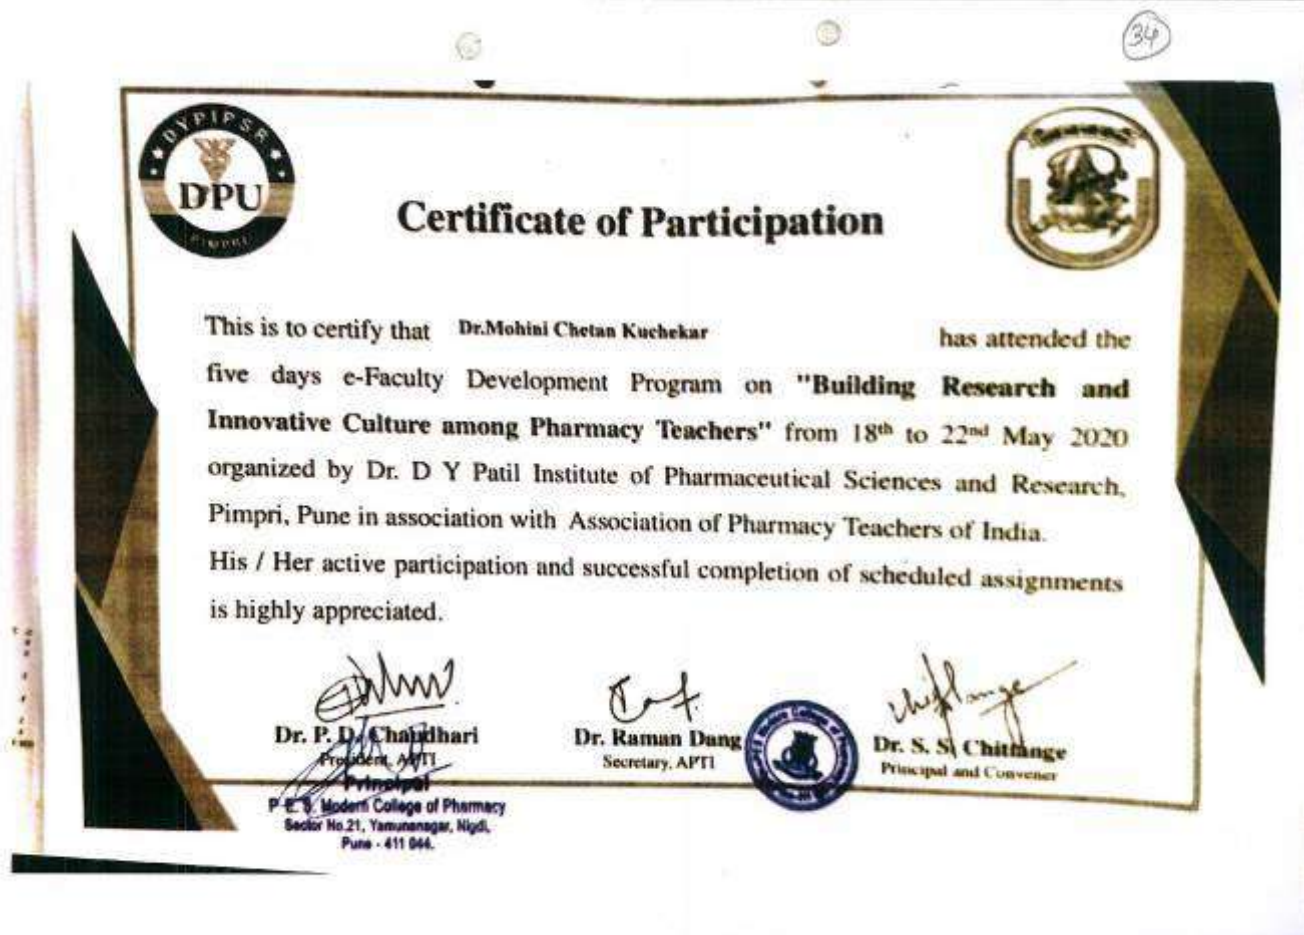 34
DYPIPSR
DPU
PIMPRI
Certificate of Participation
This is to certify that Dr.Mohini Chetan Kuchekar has attended the
five days e-Faculty Development Program on "Building Research and
Innovative Culture among Pharmacy Teachers" from 18th to 22nd May 2020
organized by Dr. D Y Patil Institute of Pharmaceutical Sciences and Research,
Pimpri, Pune in association with Association of Pharmacy Teachers of India.
His / Her active participation and successful completion of scheduled assignments
is highly appreciated.
Dr. P. D. Chaudhari
President, APTI
Dr. Raman Dang
Secretary, APTI
Dr. S. S. Chitlange
Principal and Convener
Principal
P. E. S. Modern College of Pharmacy
Sector No.21, Yamunanagar, Nigdi,
Pune - 411 044.
Modern College of